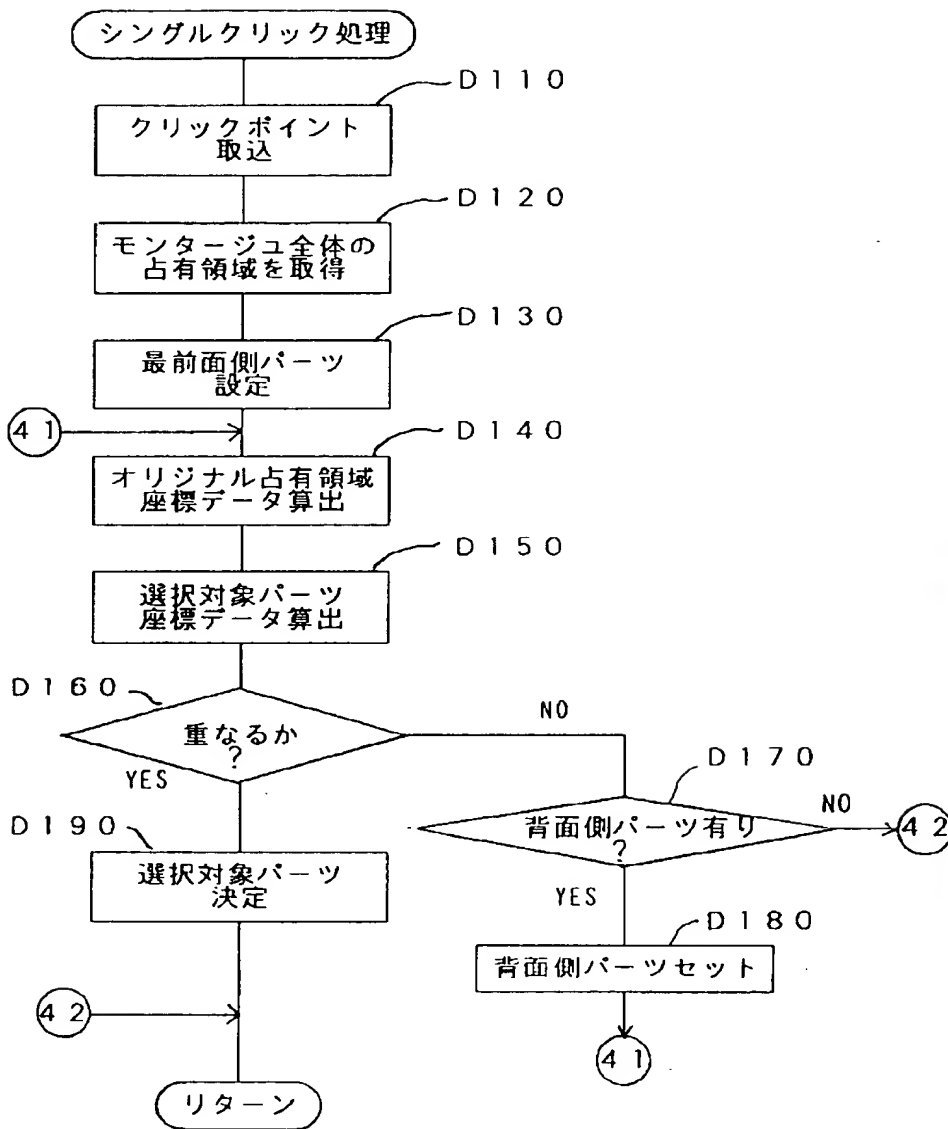 シングルクリック処理
D110
クリックポイント
取込
D120
モンタージュ全体の
占有領域を取得
D130
最前面側パーツ
設定
41
D140
オリジナル占有領域
座標データ算出
D150
選択対象パーツ
座標データ算出
D160
重なるか
?
NO
YES
D170
背面側パーツ有り
?
NO
42
YES
D190
選択対象パーツ
決定
D180
背面側パーツセット
42
41
リターン